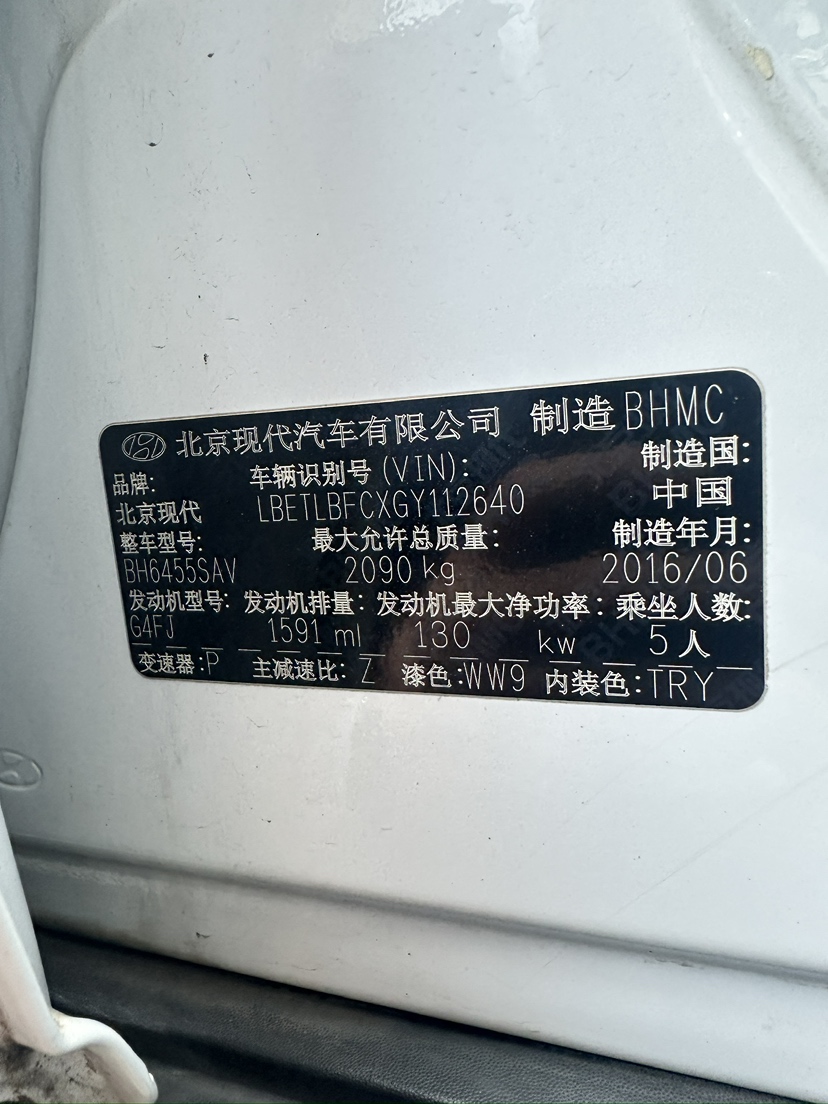 北京现代汽车有限公司 制造 BHMC
品牌: 车辆识别号 (VIN): 制造国:
北京现代 LBETLBFCXGY112640 中国
整车型号: 最大允许总质量: 制造年月:
BH6455SAV 2090 kg 2016/06
发动机型号: 发动机排量: 发动机最大净功率: 乘坐人数:
G4FJ 1591 ml 130 kw 5人
变速器:P 主减速比: Z 漆色:WW9 内装色:TRY